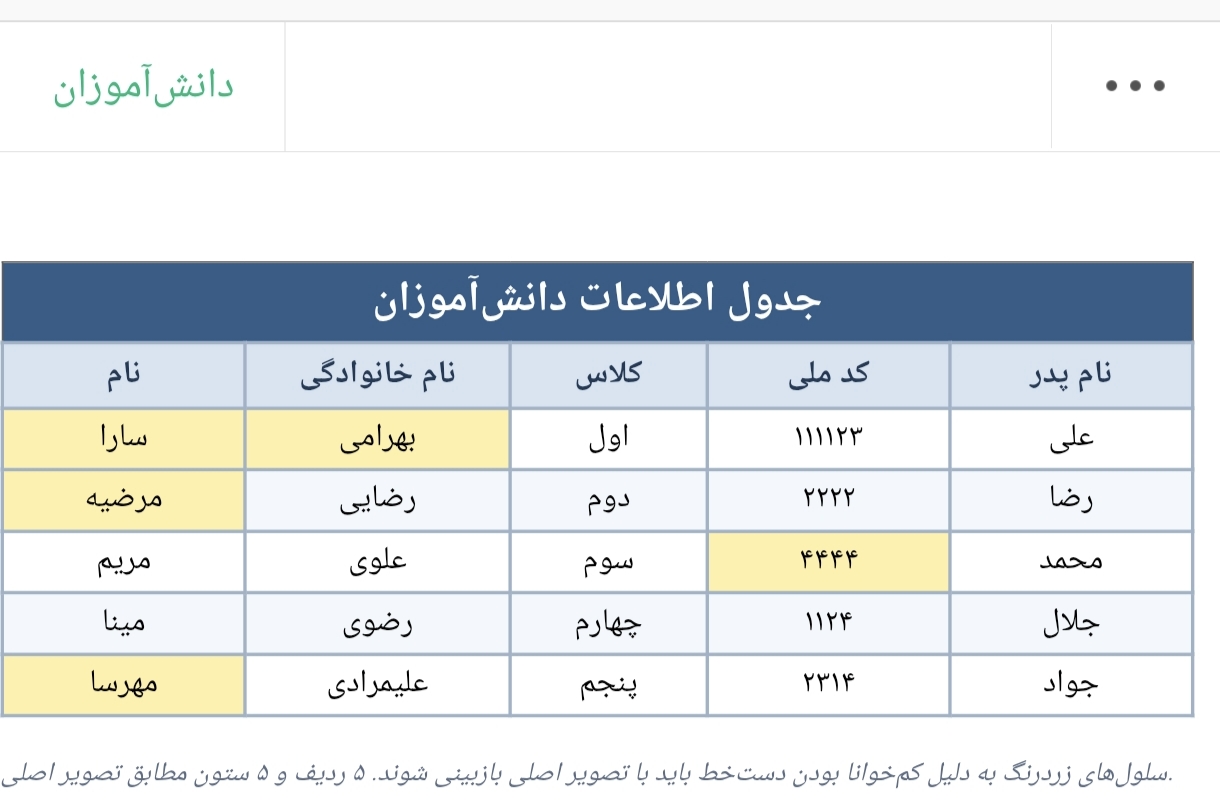 دانش‌آموزان
جدول اطلاعات دانش‌آموزان
نام پدر کد ملی کلاس نام خانوادگی نام
علی ۱۱۱۱۲۳ اول بهرامی سارا
رضا ۲۲۲۲ دوم رضایی مرضیه
محمد ۴۴۴۴ سوم علوی مریم
جلال ۱۱۲۴ چهارم رضوی مینا
جواد ۲۳۱۴ پنجم علیمرادی مهرسا
سلول‌های زردرنگ به دلیل کم‌خوانا بودن دست‌خط باید با تصویر اصلی بازبینی شوند. ۵ ردیف و ۵ ستون مطابق تصویر اصلی.